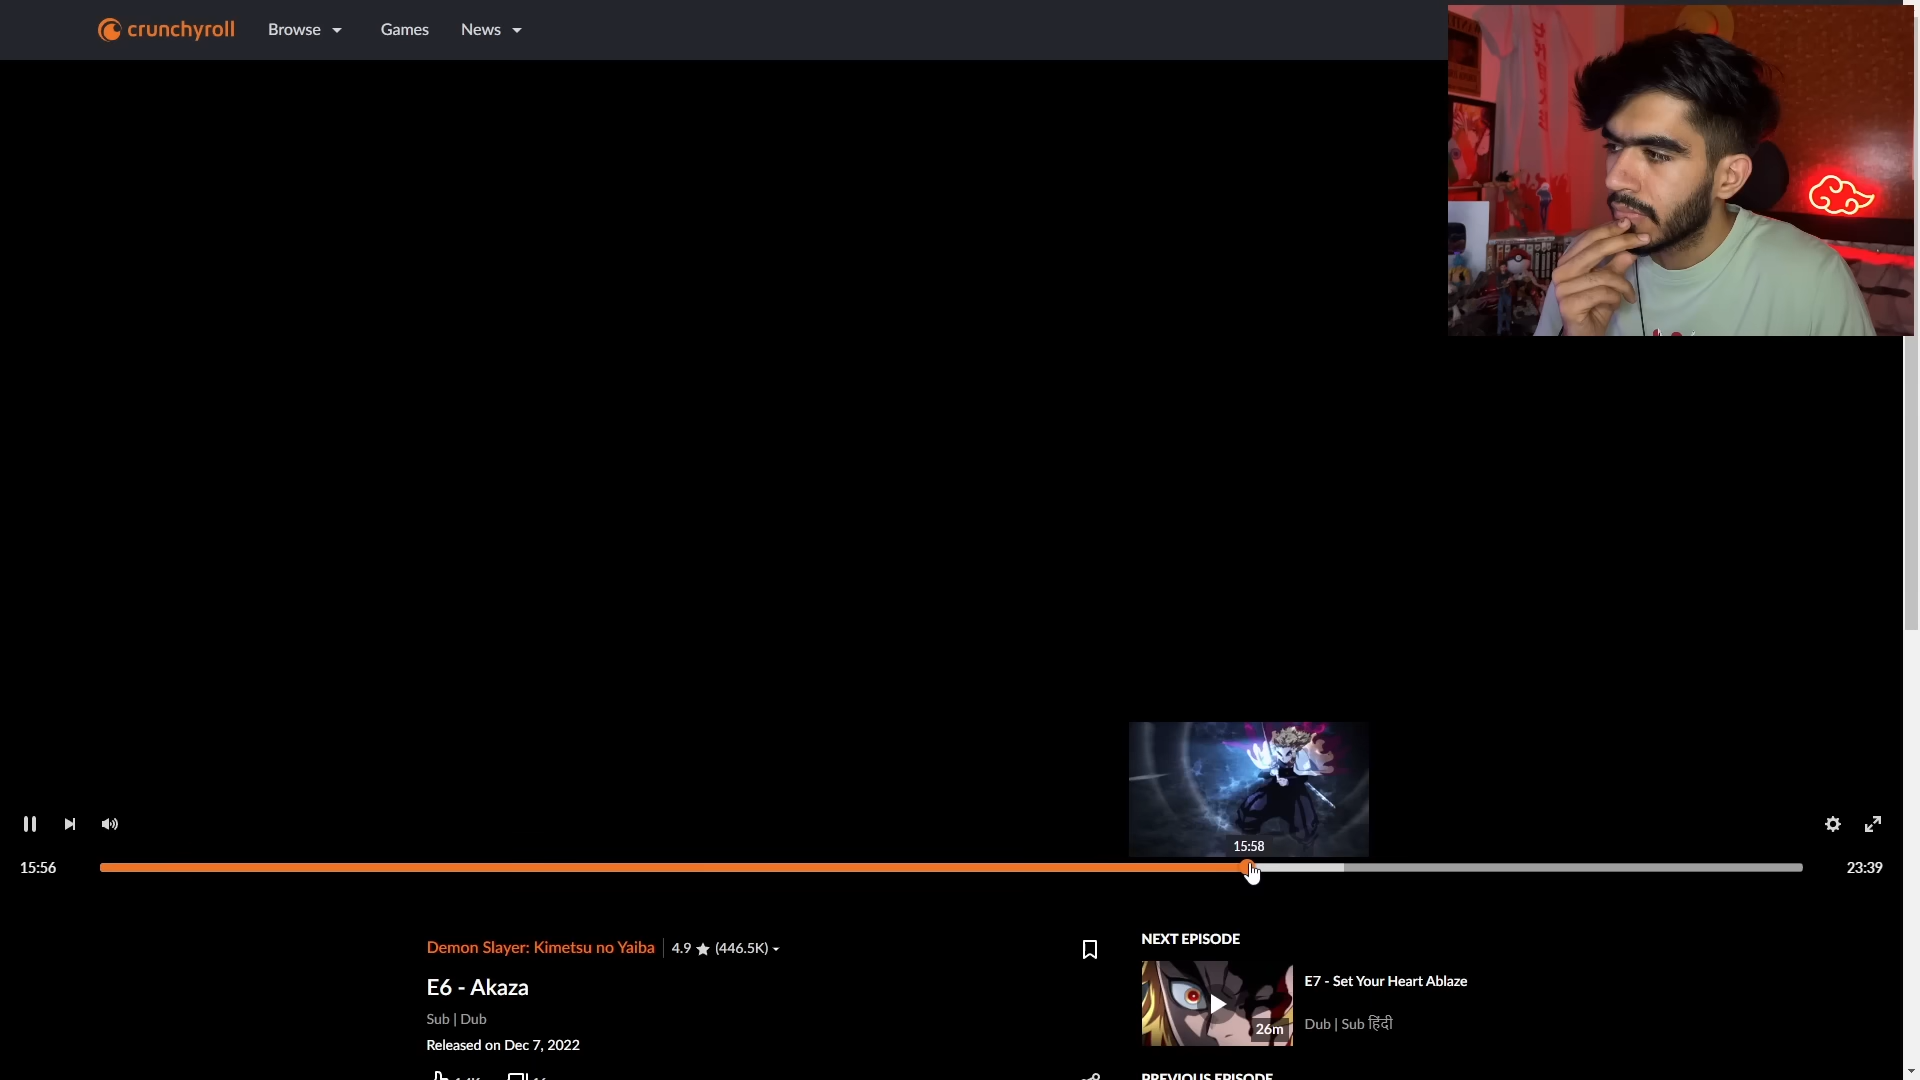 crunchyroll Browse Games News
15:58
15:56 23:39
Demon Slayer: Kimetsu no Yaiba 4.9 ★ (446.5K)
E6 - Akaza
Sub | Dub
Released on Dec 7, 2022
NEXT EPISODE
26m
E7 - Set Your Heart Ablaze
Dub | Sub हिंदी
PREVIOUS EPISODE